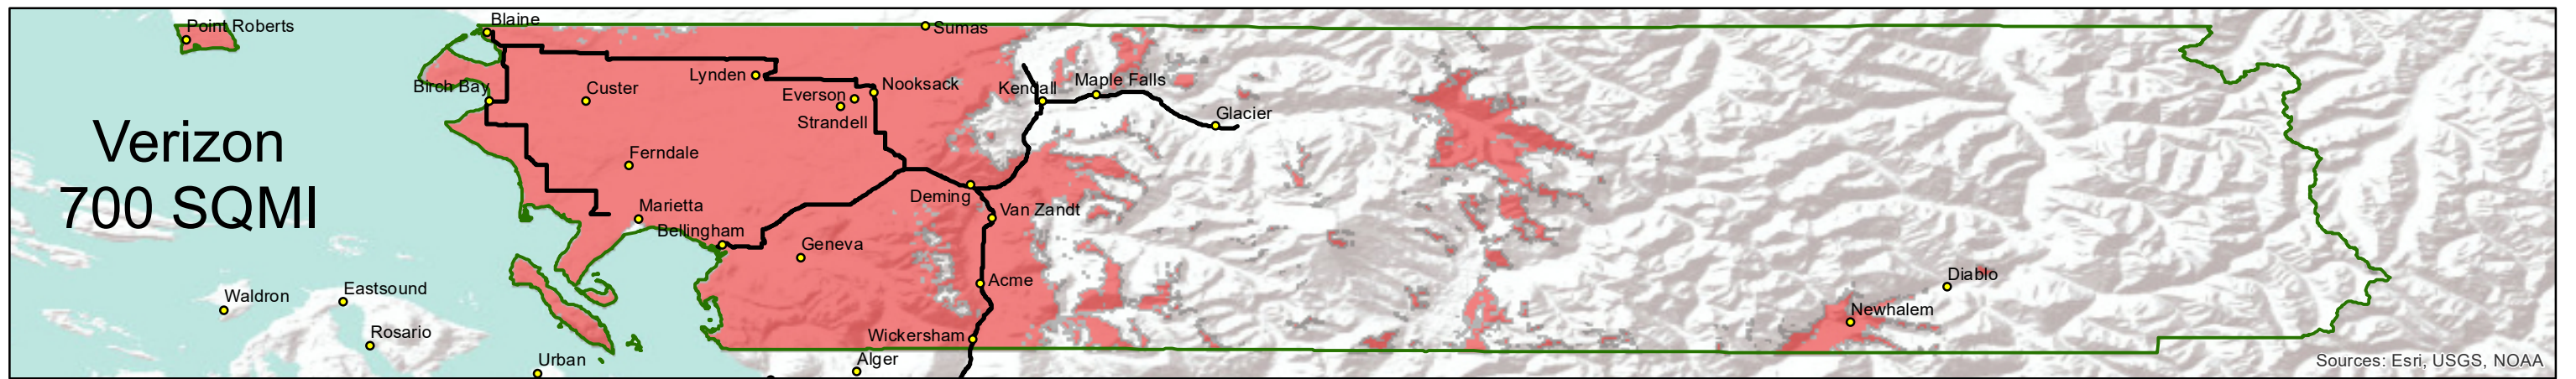 Blaine
Point Roberts
Sumas
Lynden
Maple Falls
Nooksack
Birch Bay
Custer
Kendall
Everson
Glacier
Strandell
Verizon
700 SQMI
Ferndale
Deming
Marietta
Van Zandt
Bellingham
Geneva
Diablo
Acme
Eastsound
Waldron
Newhalem
Rosario
Wickersham
Urban
Alger
Sources: Esri, USGS, NOAA